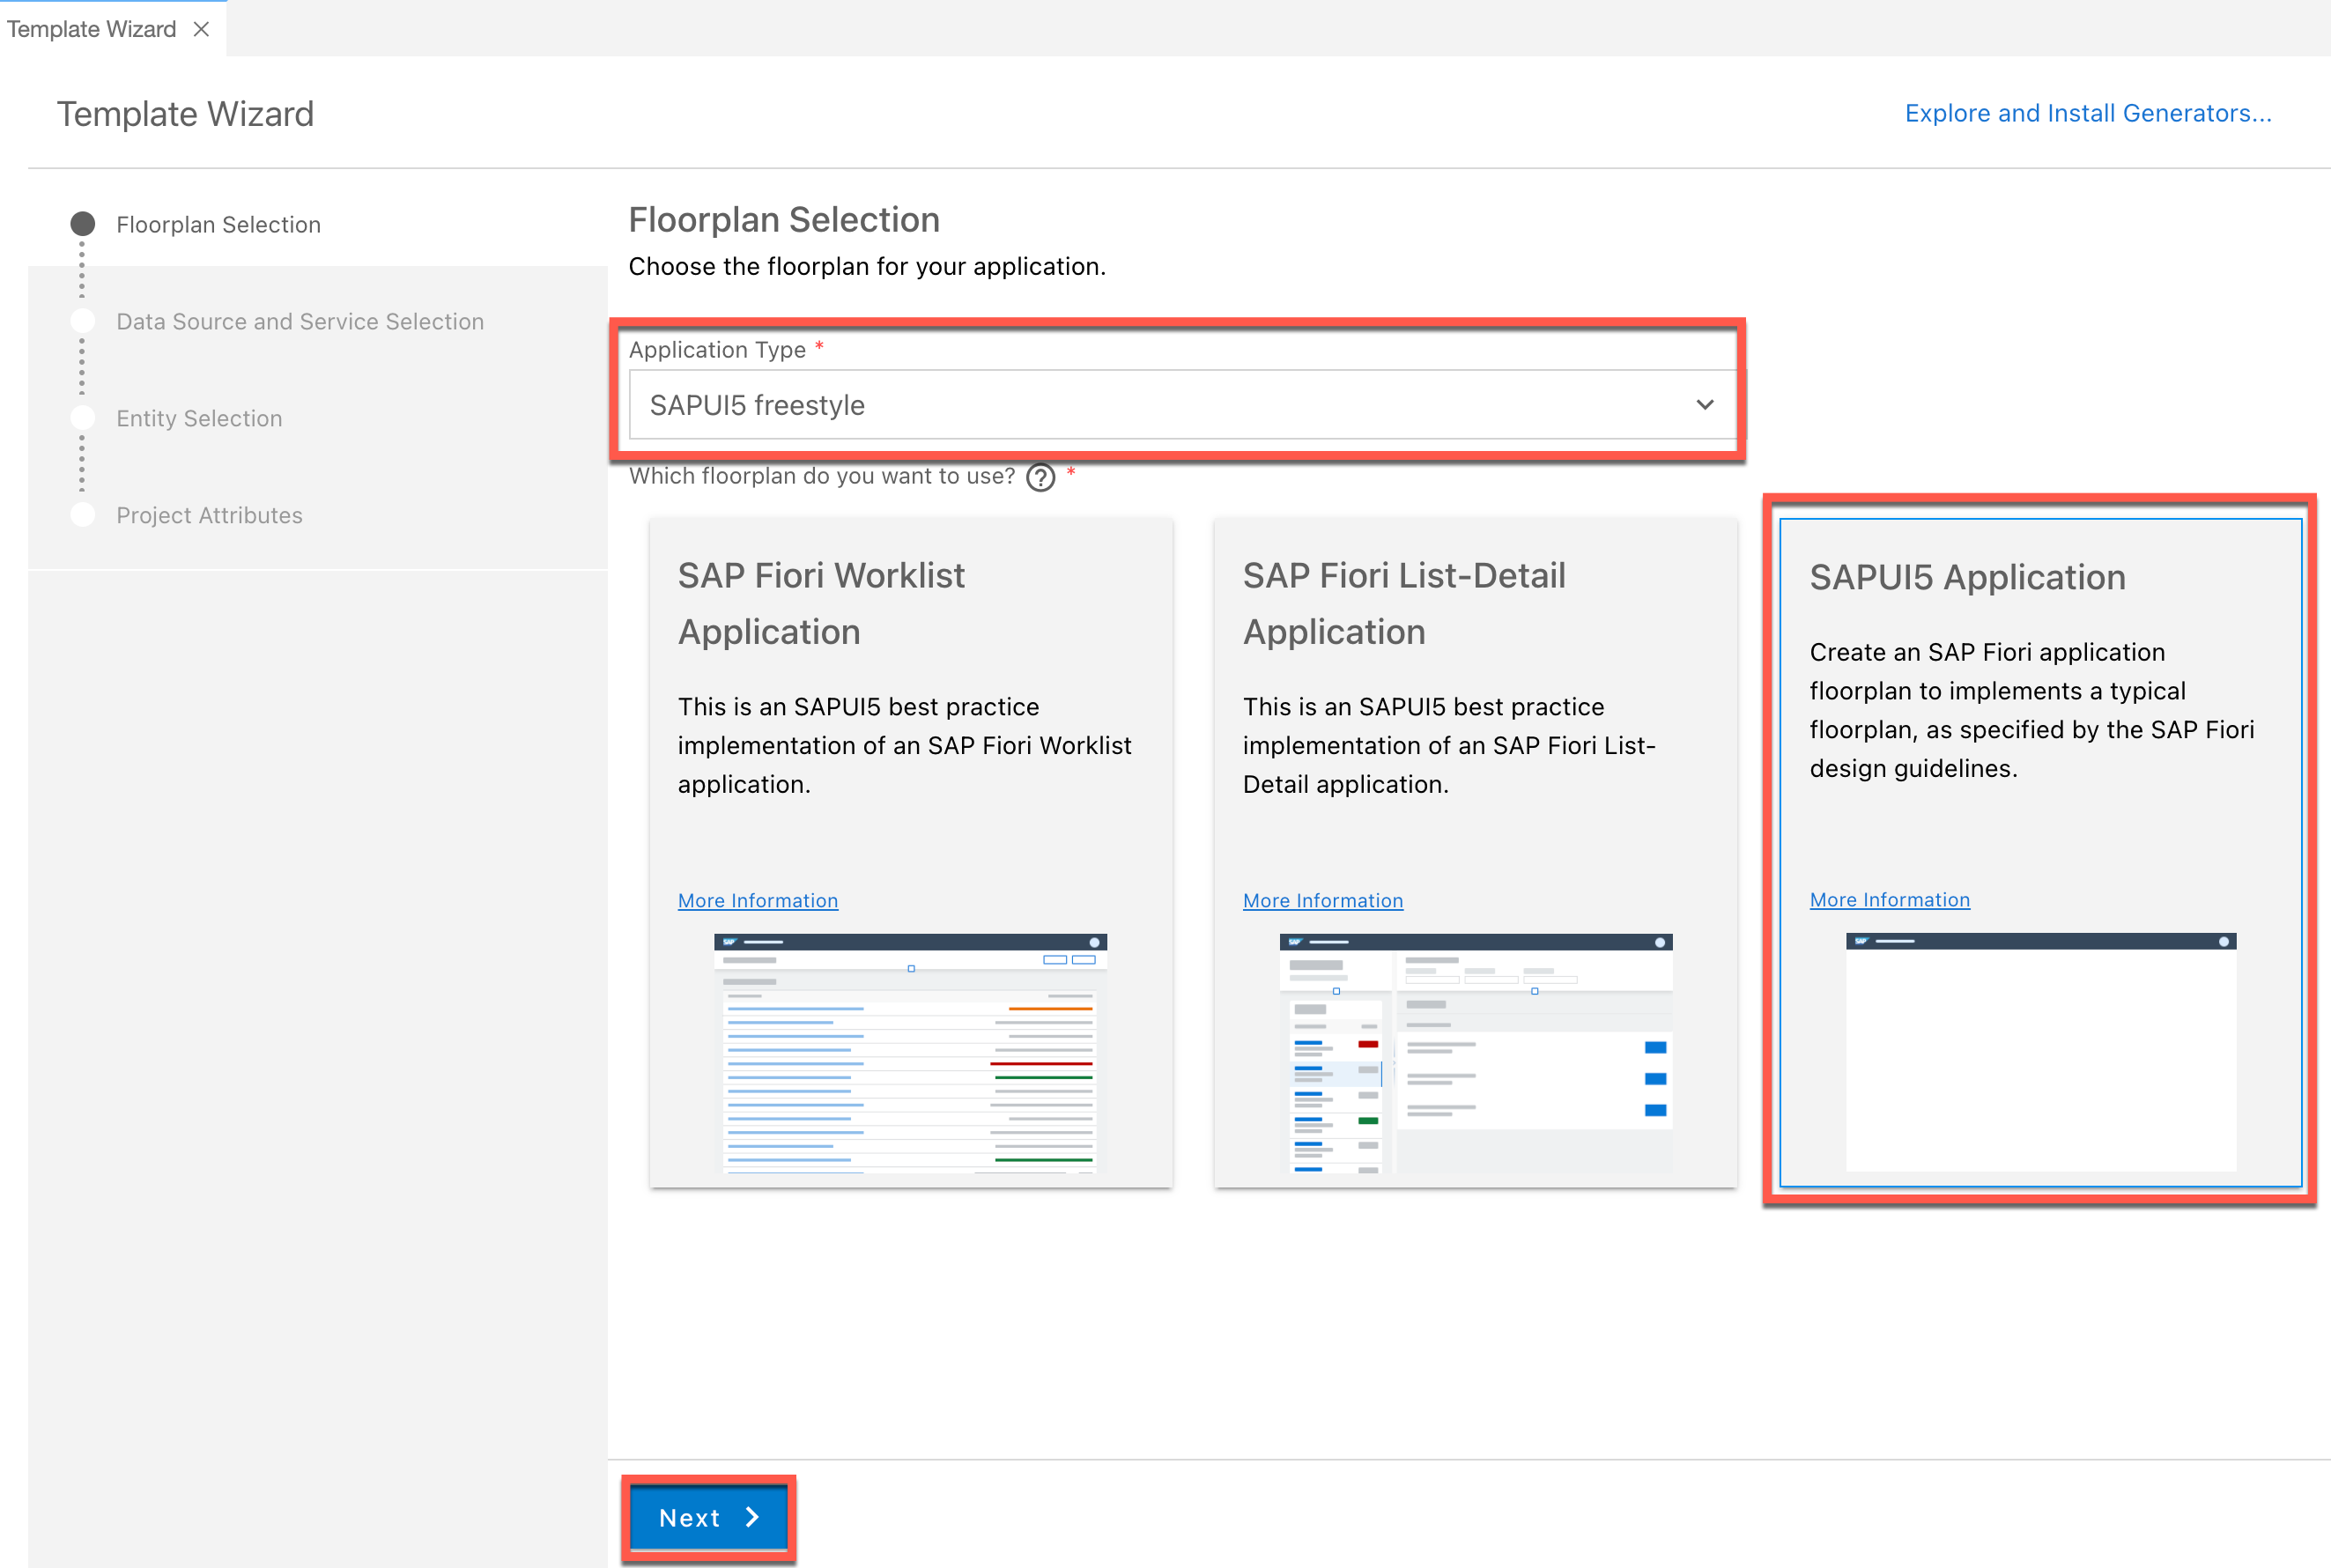 Template Wizard
Template Wizard
Explore and Install Generators...
Floorplan Selection
Data Source and Service Selection
Entity Selection
Project Attributes
Floorplan Selection
Choose the floorplan for your application.
Application Type *
SAPUI5 freestyle
Which floorplan do you want to use? ? *
SAP Fiori Worklist
Application
This is an SAPUI5 best practice
implementation of an SAP Fiori Worklist
application.
More Information
SAP
SAP Fiori List-Detail
Application
This is an SAPUI5 best practice
implementation of an SAP Fiori List-
Detail application.
More Information
SAP
SAPUI5 Application
Create an SAP Fiori application
floorplan to implements a typical
floorplan, as specified by the SAP Fiori
design guidelines.
More Information
SAP
Next